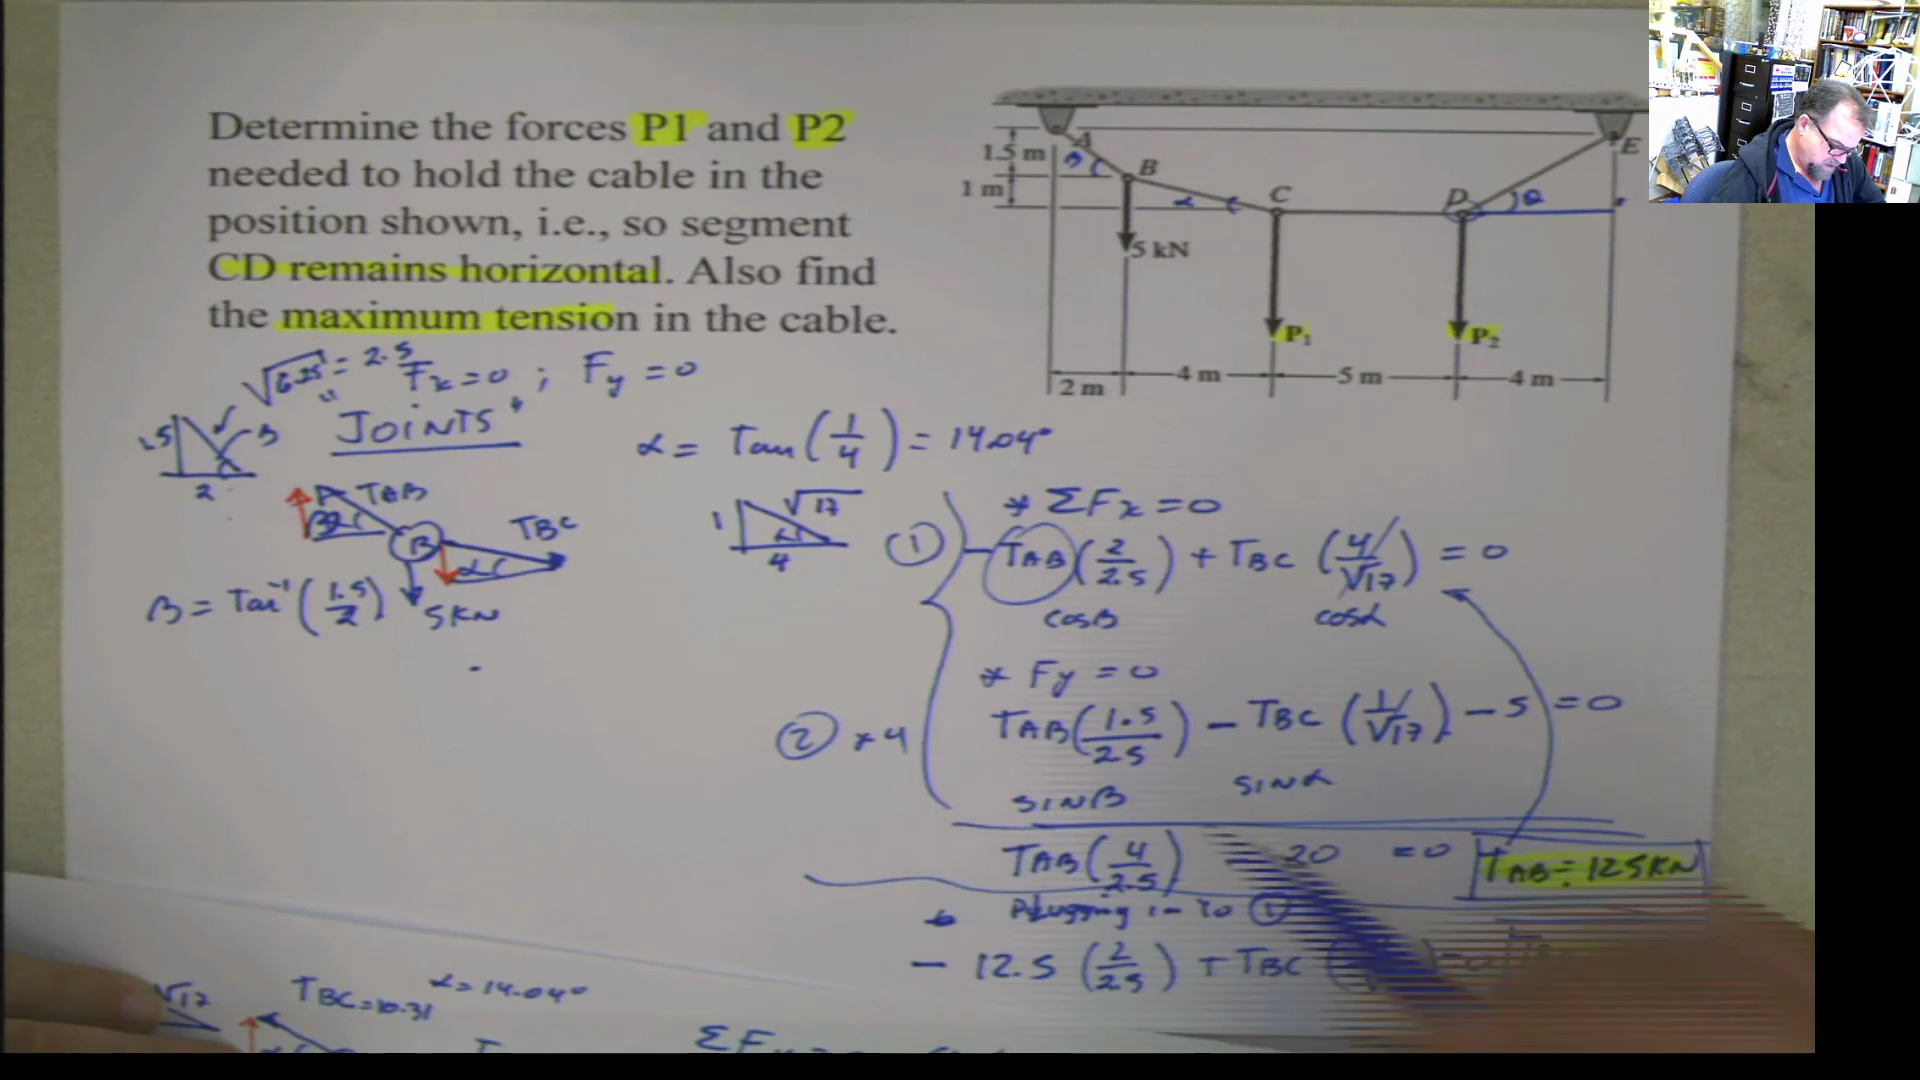 Determine the forces P1 and P2
needed to hold the cable in the
position shown, i.e., so segment
CD remains horizontal. Also find
the maximum tension in the cable.
A
B
C
D
E
1.5 m
1 m
β
α
θ
5 kN
P₁
P₂
2 m
4 m
5 m
4 m
√6.25 = 2.5
Fx = 0 ; Fy = 0
"JOINTS"
1.5
β
2
TAB
B
TBC
α
5KN
β = Tan⁻¹ (1.5/2)
α = Tan (1/4) = 14.04°
1
√17
α
4
* ΣFx = 0
① -TAB (2/2.5) + TBC (4/√17) = 0
cosβ cosα
* Fy = 0
② * 4 TAB (1.5/2.5) - TBC (1/√17) - 5 = 0
sinβ sinα
TAB (4/2.5) - 20 = 0 TAB = 12.5KN
Plugging in to ①
- 12.5 (2/2.5) + TBC
√17
TBC = 10.31
α = 14.04°
ΣF